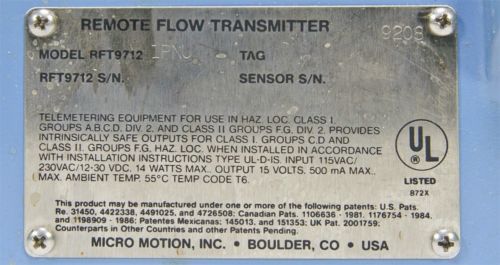 REMOTE FLOW TRANSMITTER
9208
MODEL RFT9712 1PNU TAG
RFT9712 S/N. SENSOR S/N.
TELEMETERING EQUIPMENT FOR USE IN HAZ. LOC. CLASS I.
GROUPS A.B.C.D. DIV. 2. AND CLASS II GROUPS F.G. DIV. 2. PROVIDES
INTRINSICALLY SAFE OUTPUTS FOR CLASS I. GROUPS C.D AND
CLASS II. GROUPS F.G. WHEN INSTALLED IN ACCORDANCE
WITH INSTALLATION INSTRUCTIONS TYPE UL-D-IS. INPUT 115VAC/
230VAC/12-30 VDC. 14 WATTS MAX.. OUTPUT 15 VOLTS. 500 mA MAX..
MAX. AMBIENT TEMP. 55°C TEMP CODE T6.
UL
LISTED
872X
This product may be manufactured under one or more of the following patents: U.S. Pats.
Re. 31450, 4422338, 4491025, and 4726508; Canadian Pats. 1106636 - 1981, 1176754 - 1984,
and 1198909 - 1986; Patentes Mexicanas: 145013, and 151353; UK Pat. 2001759;
Counterparts in Other Countries and other Patents Pending.
MICRO MOTION, INC. • BOULDER, CO • USA